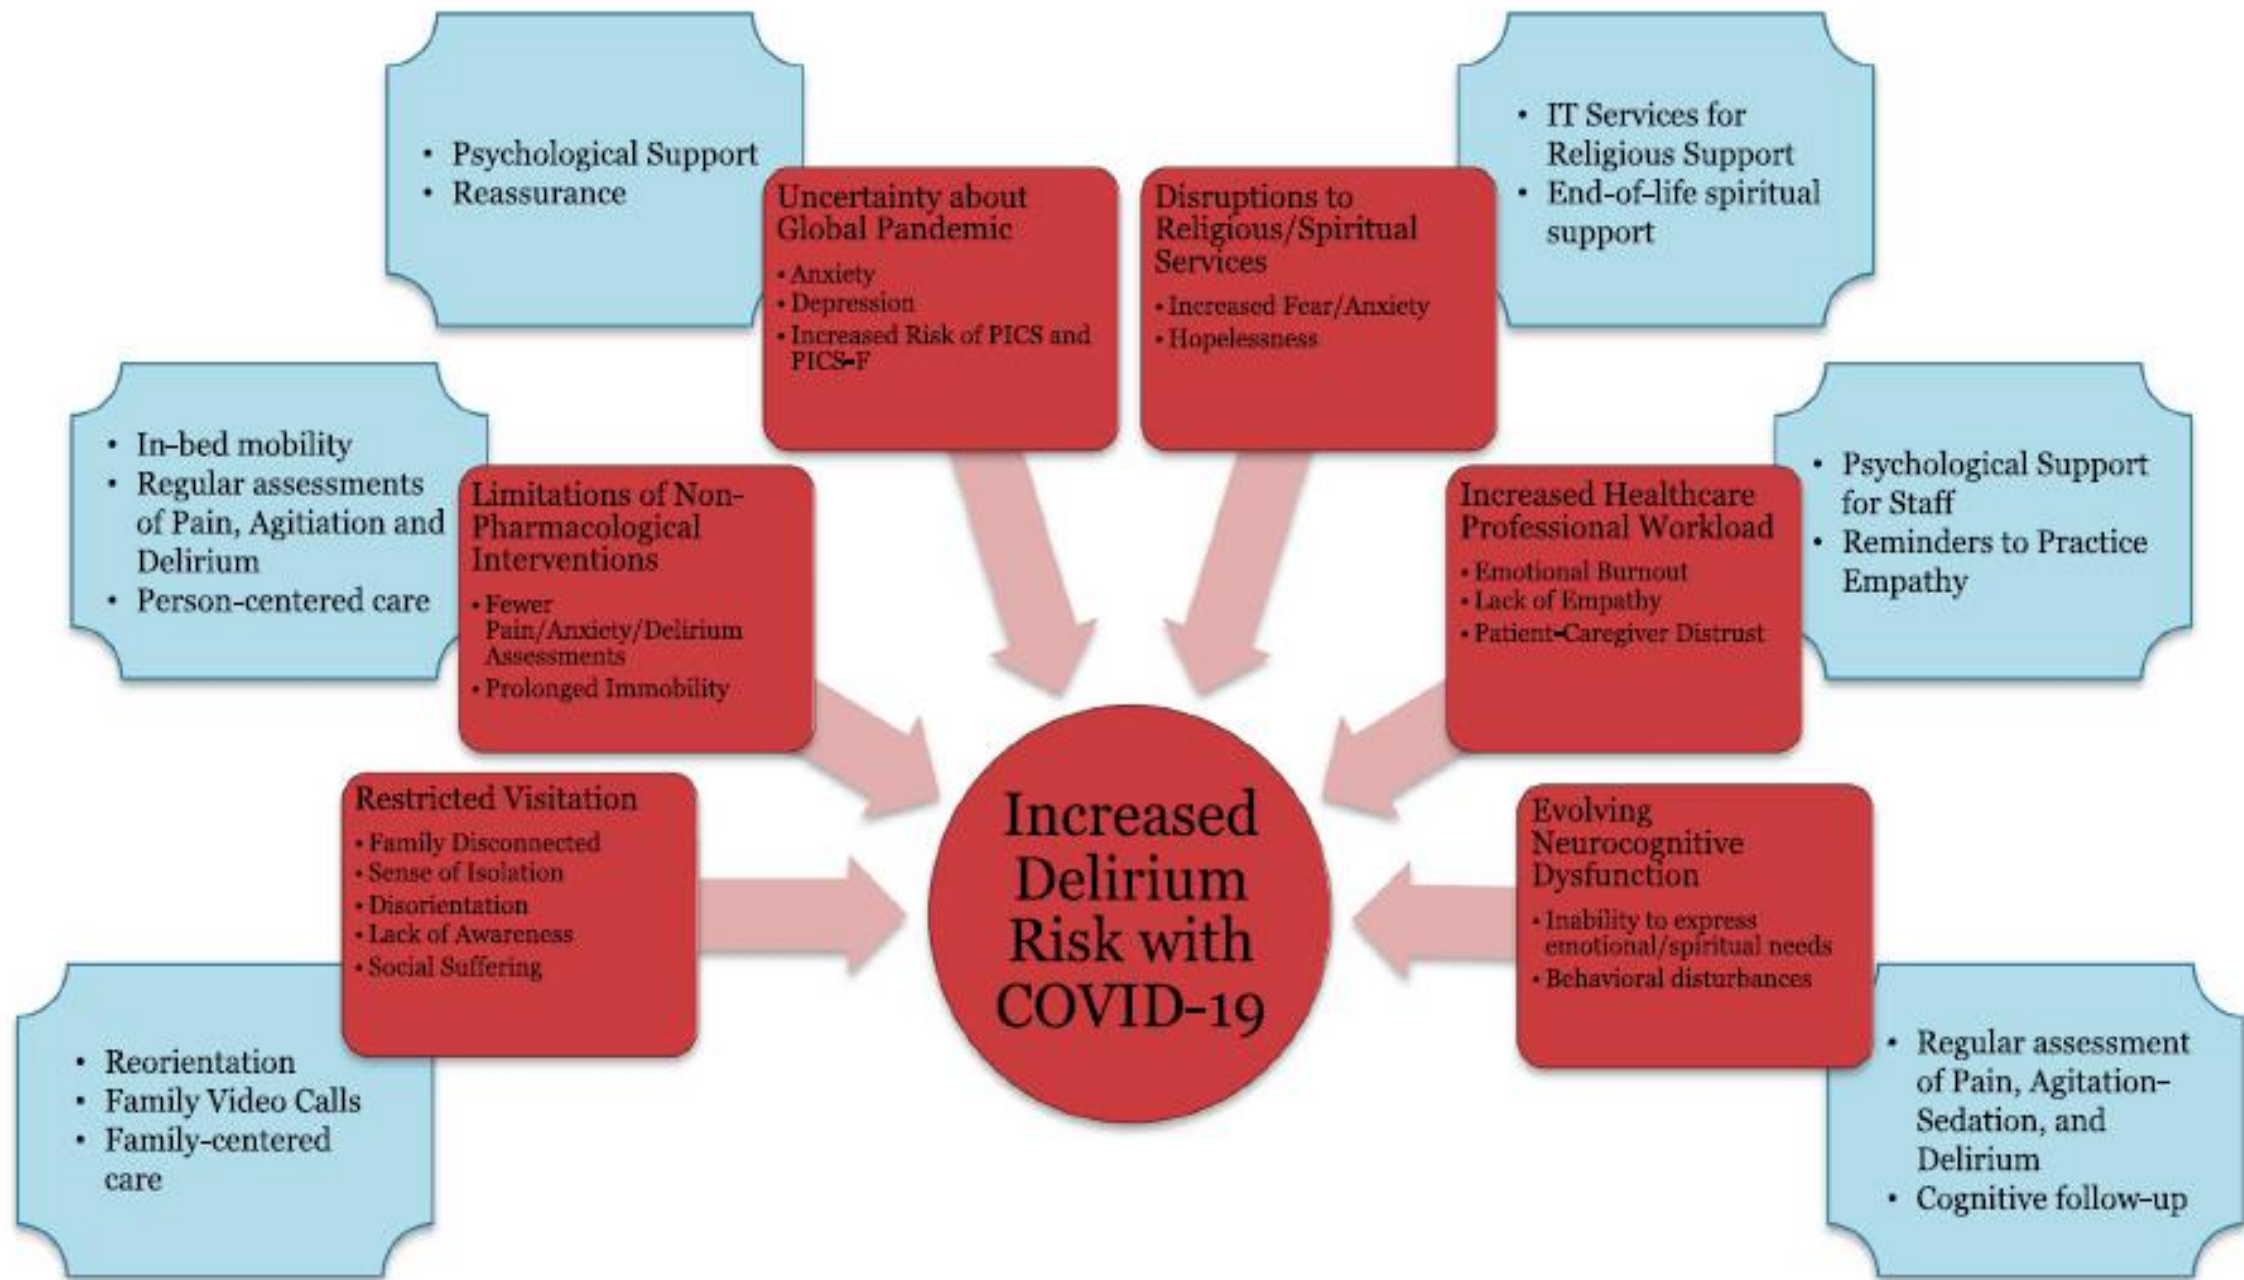 • Psychological Support
• Reassurance
Uncertainty about
Global Pandemic
• Anxiety
• Depression
• Increased Risk of PICS and
PICS-F
Disruptions to
Religious/Spiritual
Services
• Increased Fear/Anxiety
• Hopelessness
• IT Services for
Religious Support
• End-of-life spiritual
support
• In-bed mobility
• Regular assessments
of Pain, Agitiation and
Delirium
• Person-centered care
Limitations of Non-
Pharmacological
Interventions
• Fewer
Pain/Anxiety/Delirium
Assessments
• Prolonged Immobility
Increased Healthcare
Professional Workload
• Emotional Burnout
• Lack of Empathy
• Patient-Caregiver Distrust
• Psychological Support
for Staff
• Reminders to Practice
Empathy
Restricted Visitation
• Family Disconnected
• Sense of Isolation
• Disorientation
• Lack of Awareness
• Social Suffering
• Reorientation
• Family Video Calls
• Family-centered
care
Increased
Delirium
Risk with
COVID-19
Evolving
Neurocognitive
Dysfunction
• Inability to express
emotional/spiritual needs
• Behavioral disturbances
• Regular assessment
of Pain, Agitation-
Sedation, and
Delirium
• Cognitive follow-up